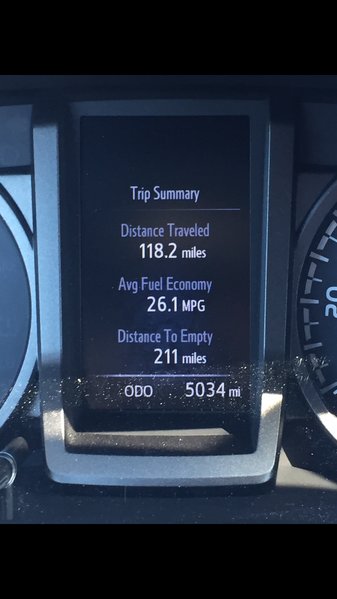 Trip Summary
Distance Traveled
118.2 miles
Avg Fuel Economy
26.1 MPG
Distance To Empty
211 miles
ODO 5034 mi
20